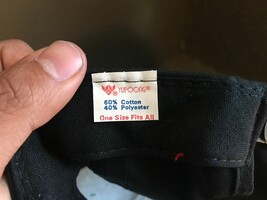 YUPOONG®
60% Cotton
40% Polyester
One Size Fits All